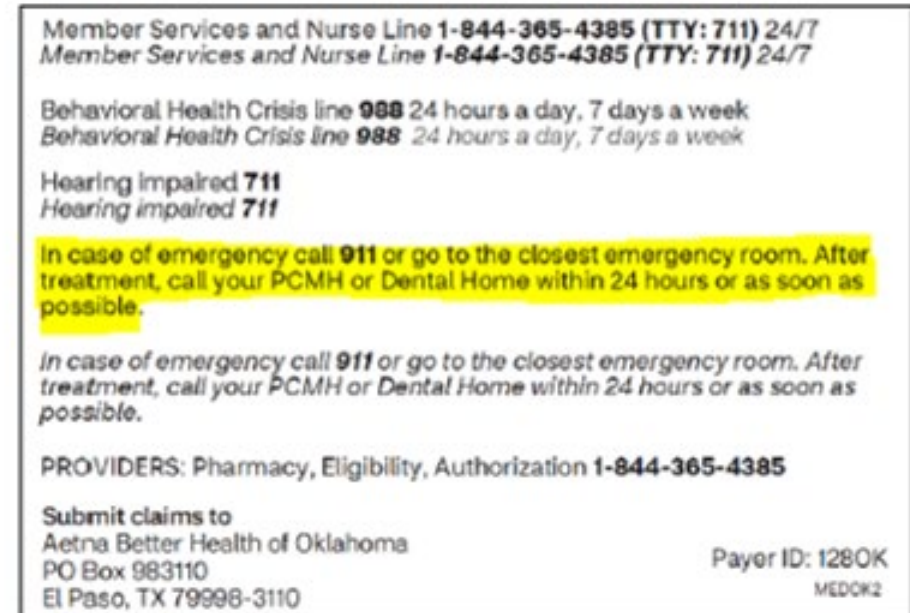 Member Services and Nurse Line 1-844-365-4385 (TTY: 711) 24/7
Member Services and Nurse Line 1-844-365-4385 (TTY: 711) 24/7
Behavioral Health Crisis line 988 24 hours a day, 7 days a week
Behavioral Health Crisis line 988 24 hours a day, 7 days a week
Hearing impaired 711
Hearing impaired 711
In case of emergency call 911 or go to the closest emergency room. After
treatment, call your PCMH or Dental Home within 24 hours or as soon as
possible.
In case of emergency call 911 or go to the closest emergency room. After
treatment, call your PCMH or Dental Home within 24 hours or as soon as
possible.
PROVIDERS: Pharmacy, Eligibility, Authorization 1-844-365-4385
Submit claims to
Aetna Better Health of Oklahoma
PO Box 983110
El Paso, TX 79998-3110
Payer ID: 128OK
MEDOK2